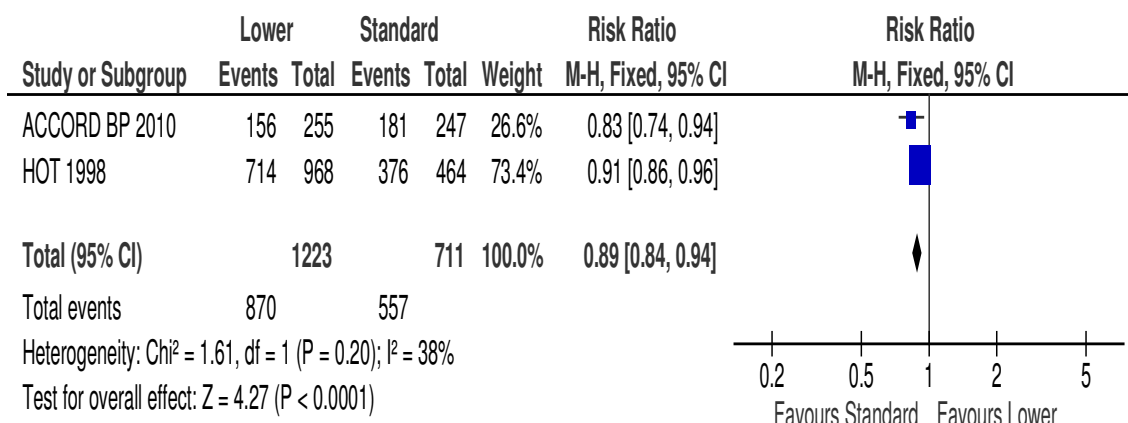 Lower Standard Risk Ratio Risk Ratio
Study or Subgroup Events Total Events Total Weight M-H, Fixed, 95% CI M-H, Fixed, 95% CI
ACCORD BP 2010 156 255 181 247 26.6% 0.83 [0.74, 0.94]
HOT 1998 714 968 376 464 73.4% 0.91 [0.86, 0.96]
Total (95% CI) 1223 711 100.0% 0.89 [0.84, 0.94]
Total events 870 557
Heterogeneity: Chi² = 1.61, df = 1 (P = 0.20); I² = 38%
Test for overall effect: Z = 4.27 (P < 0.0001)
0.2 0.5 1 2 5
Favours Standard Favours Lower